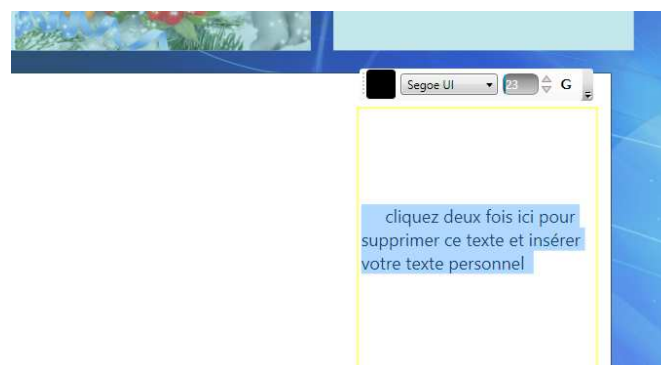 Segoe UI 23 G
cliquez deux fois ici pour
supprimer ce texte et insérer
votre texte personnel